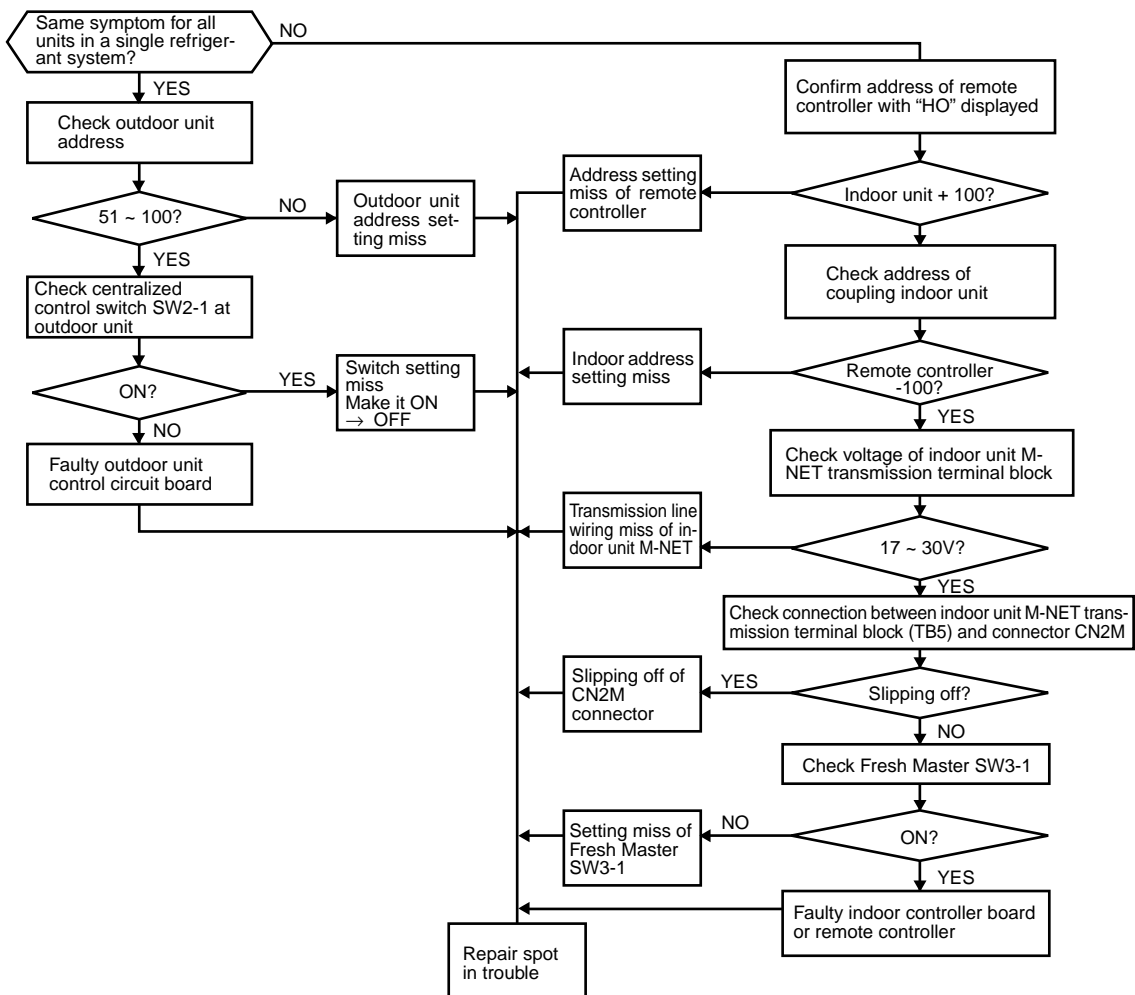 Same symptom for all
units in a single refriger-
ant system?
NO
YES
Check outdoor unit
address
51 ~ 100?
NO
Outdoor unit
address set-
ting miss
YES
Check centralized
control switch SW2-1 at
outdoor unit
ON?
YES
Switch setting
miss
Make it ON
→ OFF
NO
Faulty outdoor unit
control circuit board
Confirm address of remote
controller with “HO” displayed
Indoor unit + 100?
Address setting
miss of remote
controller
Check address of
coupling indoor unit
Remote controller
-100?
Indoor address
setting miss
YES
Check voltage of indoor unit M-
NET transmission terminal block
17 ~ 30V?
Transmission line
wiring miss of in-
door unit M-NET
YES
Check connection between indoor unit M-NET trans-
mission terminal block (TB5) and connector CN2M
Slipping off?
YES
Slipping off of
CN2M
connector
NO
Check Fresh Master SW3-1
ON?
NO
Setting miss of
Fresh Master
SW3-1
YES
Faulty indoor controller board
or remote controller
Repair spot
in trouble